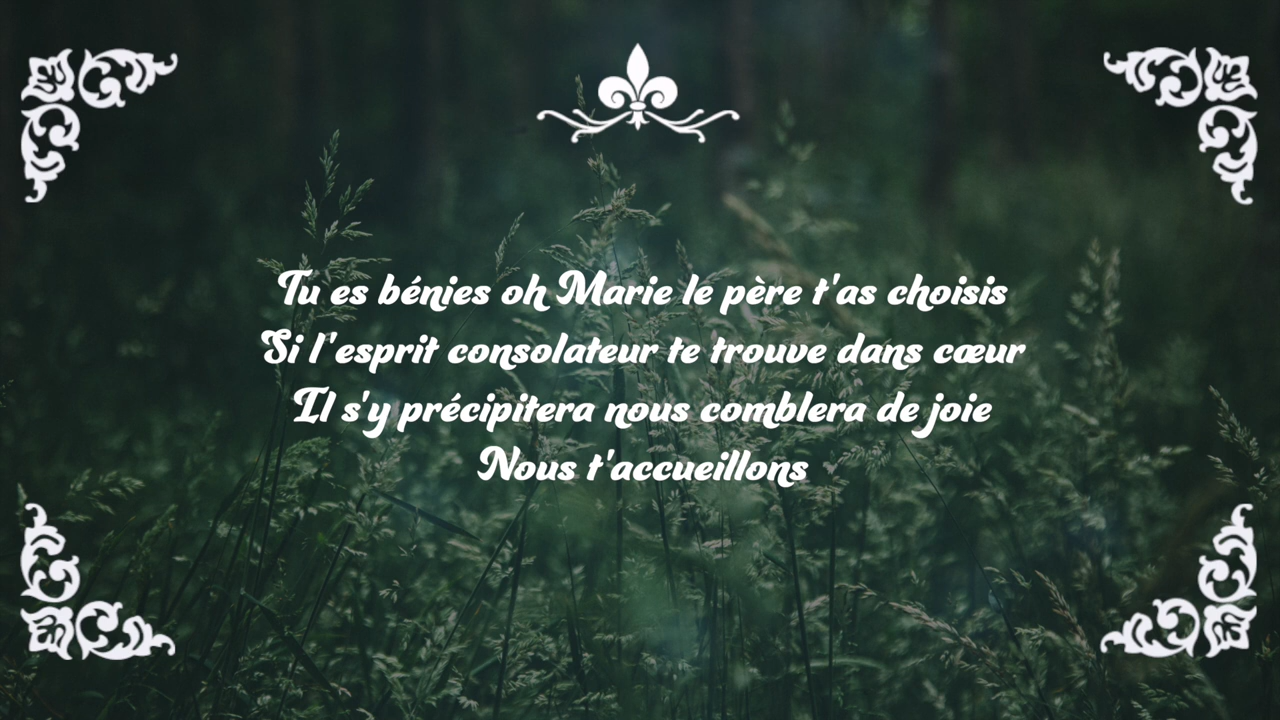 Tu es bénies oh Marie le père t'as choisis
Si l'esprit consolateur te trouve dans cœur
Il s'y précipitera nous comblera de joie
Nous t'accueillons